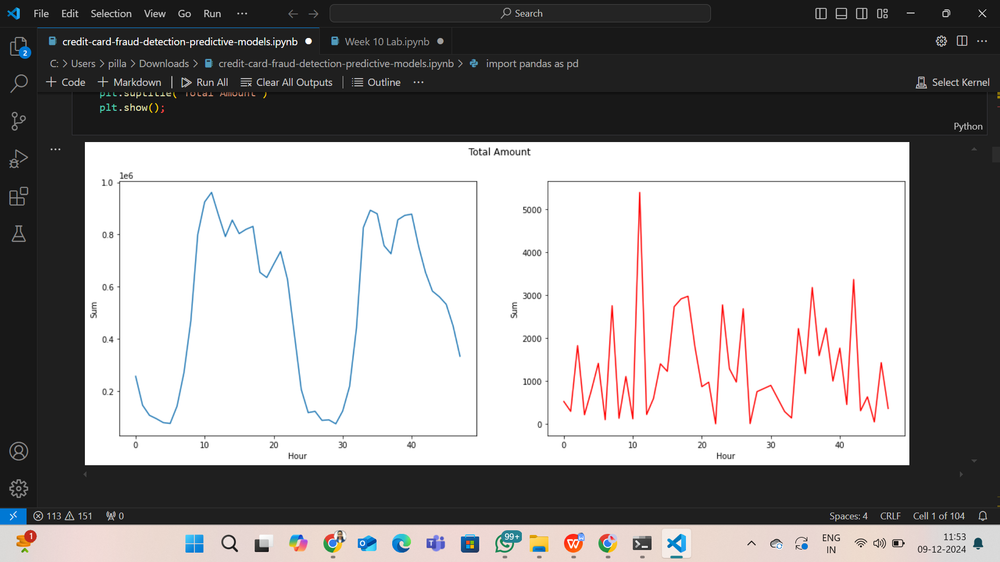 File Edit Selection View Go Run ...
Search
credit-card-fraud-detection-predictive-models.ipynb
Week 10 Lab.ipynb
2
C: > Users > pilla > Downloads > credit-card-fraud-detection-predictive-models.ipynb > import pandas as pd
+ Code + Markdown Run All Clear All Outputs Outline ...
Select Kernel
plt.suptitle('Total Amount')
plt.show();
Python
Total Amount
1e6
1.0
0.8
0.6
0.4
0.2
Sum
0 10 20 30 40
Hour
5000
4000
3000
2000
1000
0
Sum
0 10 20 30 40
Hour
113 151 0
Spaces: 4 CRLF Cell 1 of 104
1
99+
ENG
IN
11:53
09-12-2024